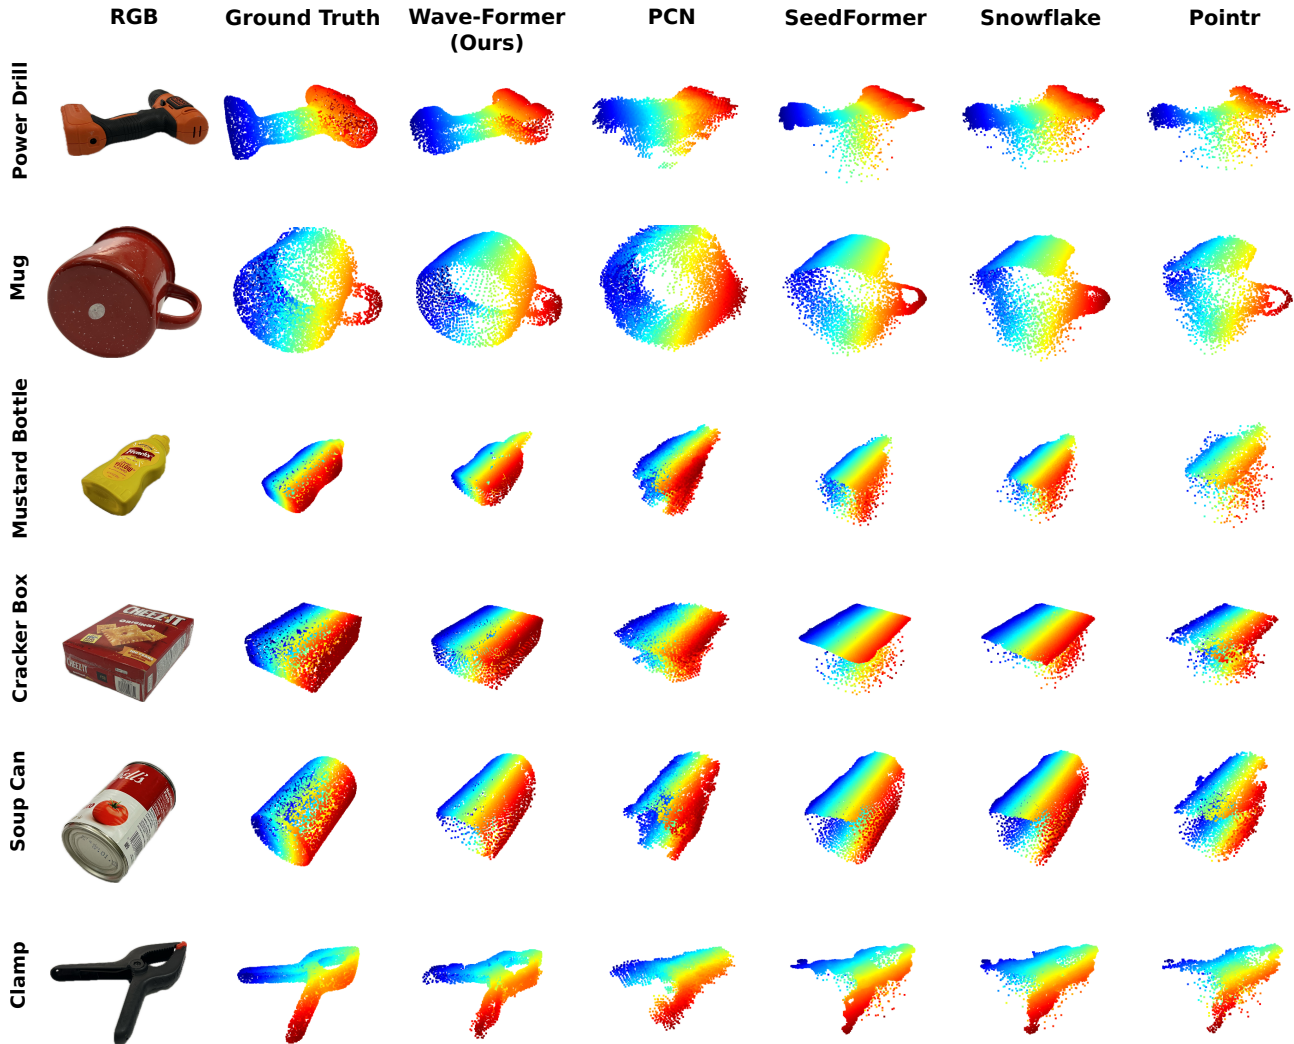 RGB
Ground Truth
Wave-Former
(Ours)
PCN
SeedFormer
Snowflake
Pointr
Power Drill
Mug
Mustard Bottle
Cracker Box
CHEEZ-IT
Soup Can
Clamp